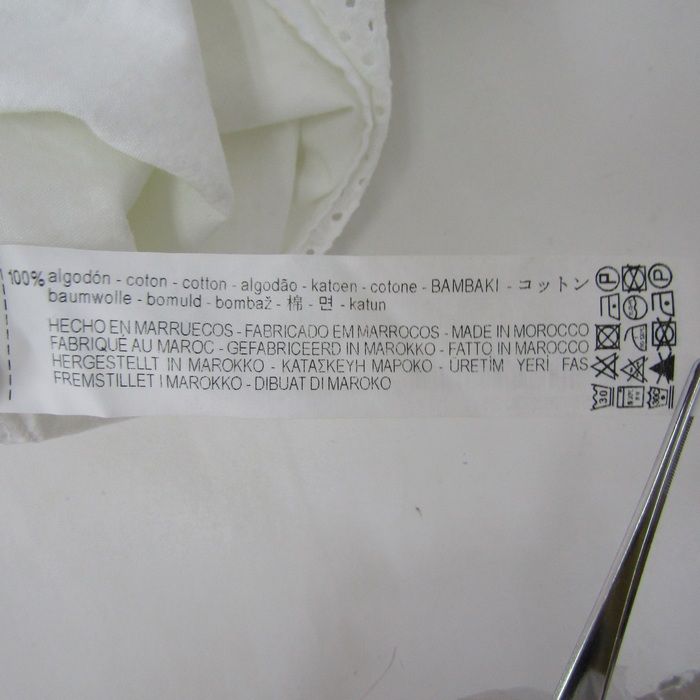 100% algodón - coton - cotton - algodão - katoen - cotone - BAMBAKI - コットン
baumwolle - bomuld - bombaž - 棉 - 면 - katun
HECHO EN MARRUECOS - FABRICADO EM MARROCOS - MADE IN MOROCCO
FABRIQUÉ AU MAROC - GEFABRICEERD IN MAROKKO - FATTO IN MAROCCO
HERGESTELLT IN MAROKKO - ΚΑΤΑΣΚΕΥΗ ΜΑΡΟΚΟ - ÜRETİM YERİ FAS
FREMSTILLET I MAROKKO - DIBUAT DI MAROKO